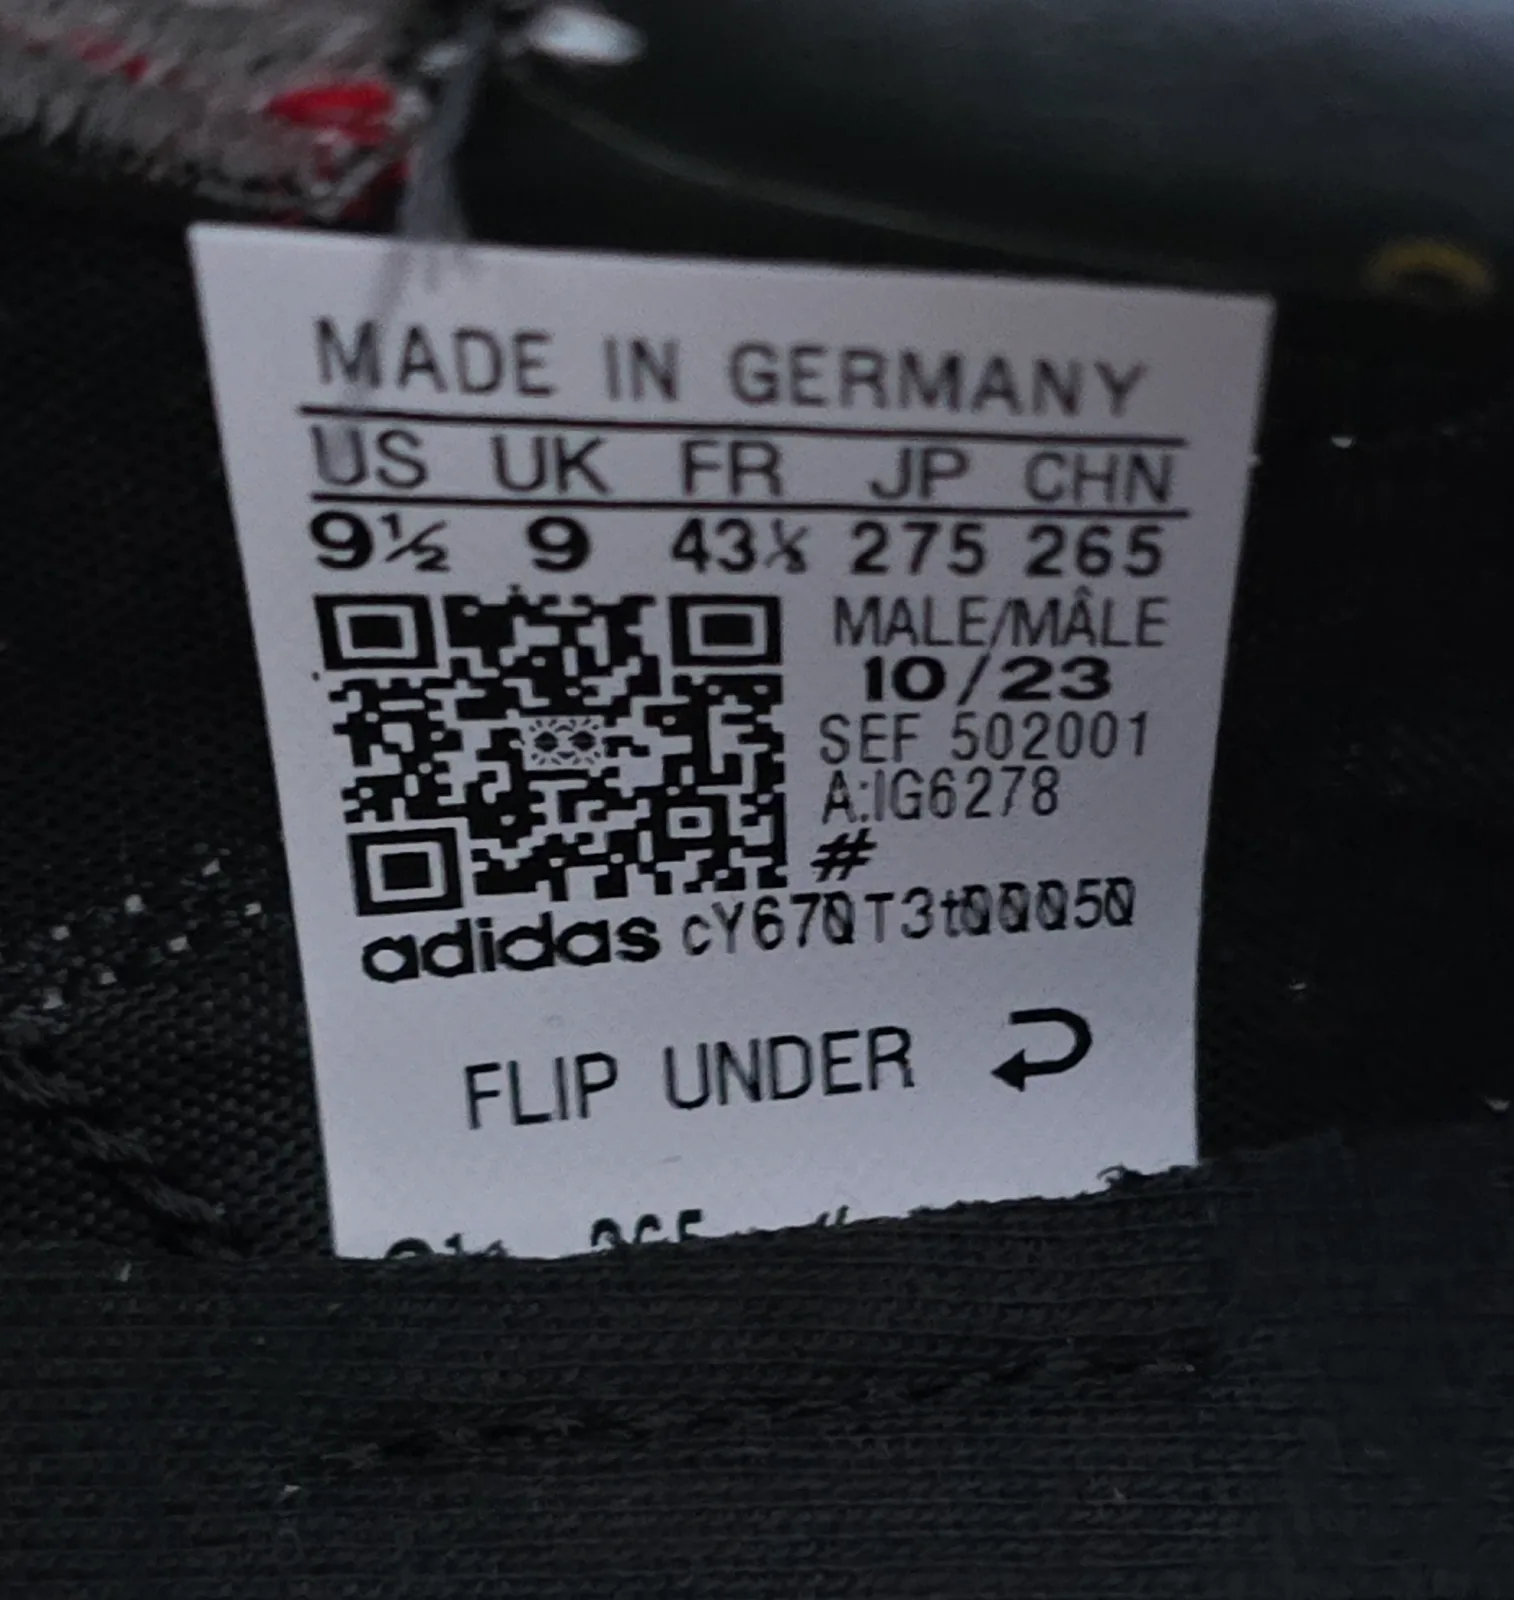 MADE IN GERMANY
US UK FR JP CHN
9½ 9 43⅓ 275 265
MALE/MÂLE
10/23
SEF 502001
A:IG6278
#
adidas cY670T3t000050
FLIP UNDER